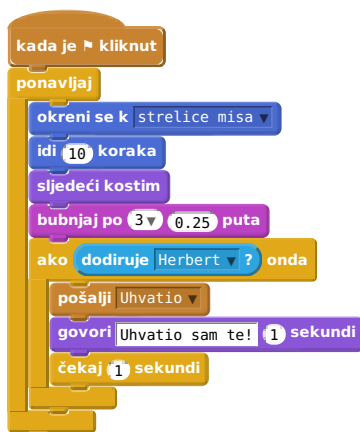 kada je ⚑ kliknut
ponavljaj
okreni se k strelice misa ▾
idi 10 koraka
sljedeći kostim
bubnjaj po 3 ▾ 0.25 puta
ako dodiruje Herbert ▾ ? onda
pošalji Uhvatio ▾
govori Uhvatio sam te! 1 sekundi
čekaj 1 sekundi